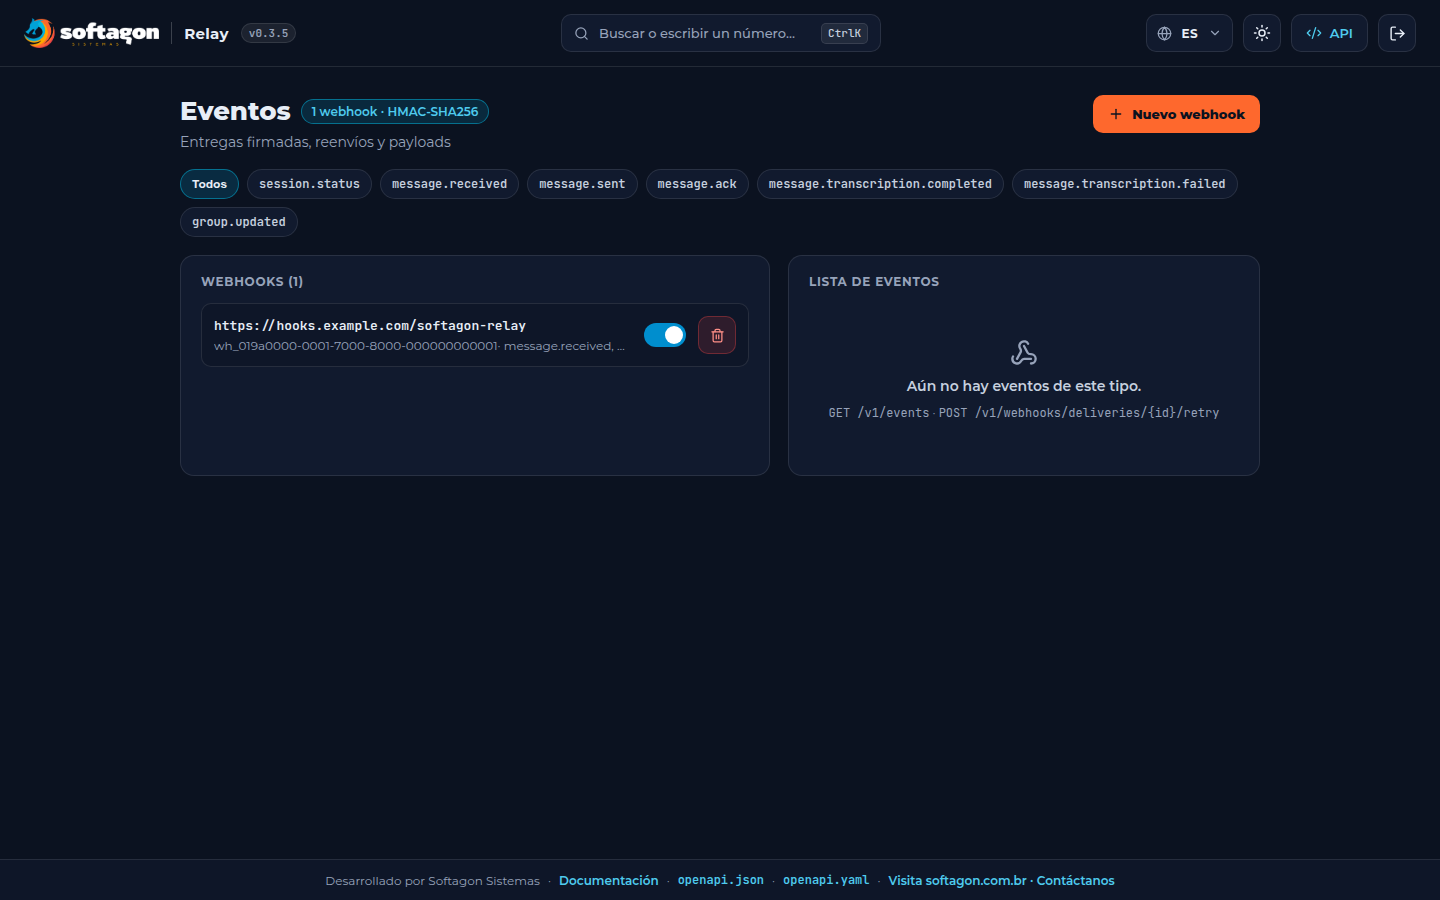 softagon
SISTEMAS
Relay
v0.3.5
Buscar o escribir un número...
CtrlK
ES
API
Eventos
1 webhook · HMAC-SHA256
Nuevo webhook
Entregas firmadas, reenvíos y payloads
Todos
session.status
message.received
message.sent
message.ack
message.transcription.completed
message.transcription.failed
group.updated
WEBHOOKS (1)
https://hooks.example.com/softagon-relay
wh_019a0000-0001-7000-8000-000000000001· message.received, ...
LISTA DE EVENTOS
Aún no hay eventos de este tipo.
GET /v1/events · POST /v1/webhooks/deliveries/{id}/retry
Desarrollado por Softagon Sistemas · Documentación · openapi.json · openapi.yaml · Visita softagon.com.br · Contáctanos